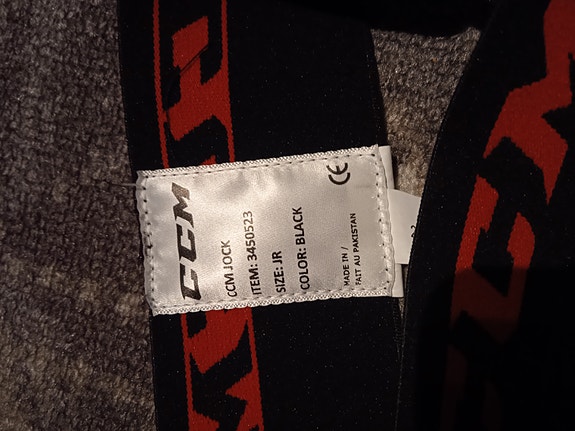 CCM
CCM JOCK
ITEM: 3450523
SIZE: JR
COLOR: BLACK
MADE IN /
FAIT AU PAKISTAN
CE